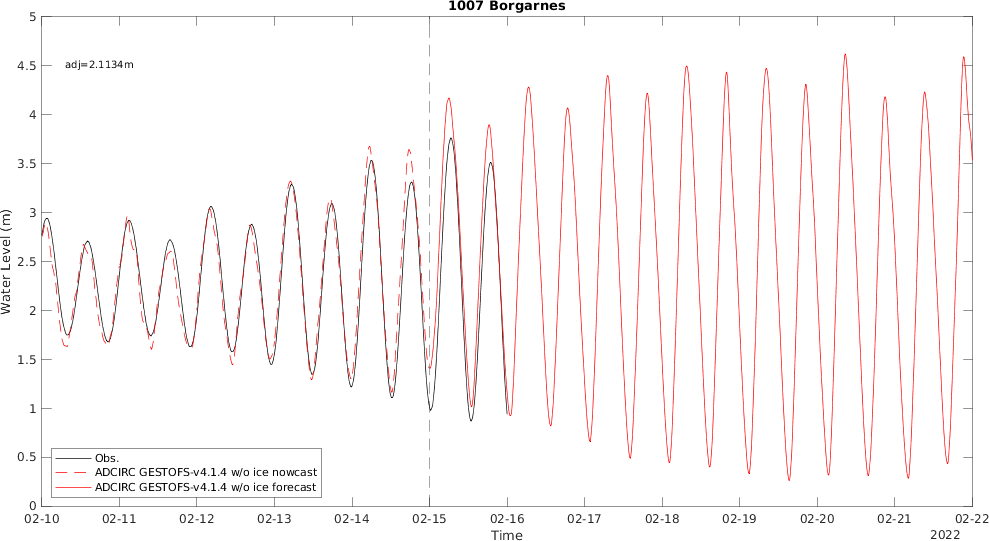 1007 Borgarnes
adj=2.1134m
5
4.5
4
3.5
3
2.5
2
1.5
1
0.5
0
Water Level (m)
Obs.
ADCIRC GESTOFS-v4.1.4 w/o ice nowcast
ADCIRC GESTOFS-v4.1.4 w/o ice forecast
02-10 02-11 02-12 02-13 02-14 02-15 02-16 02-17 02-18 02-19 02-20 02-21 02-22
Time
2022